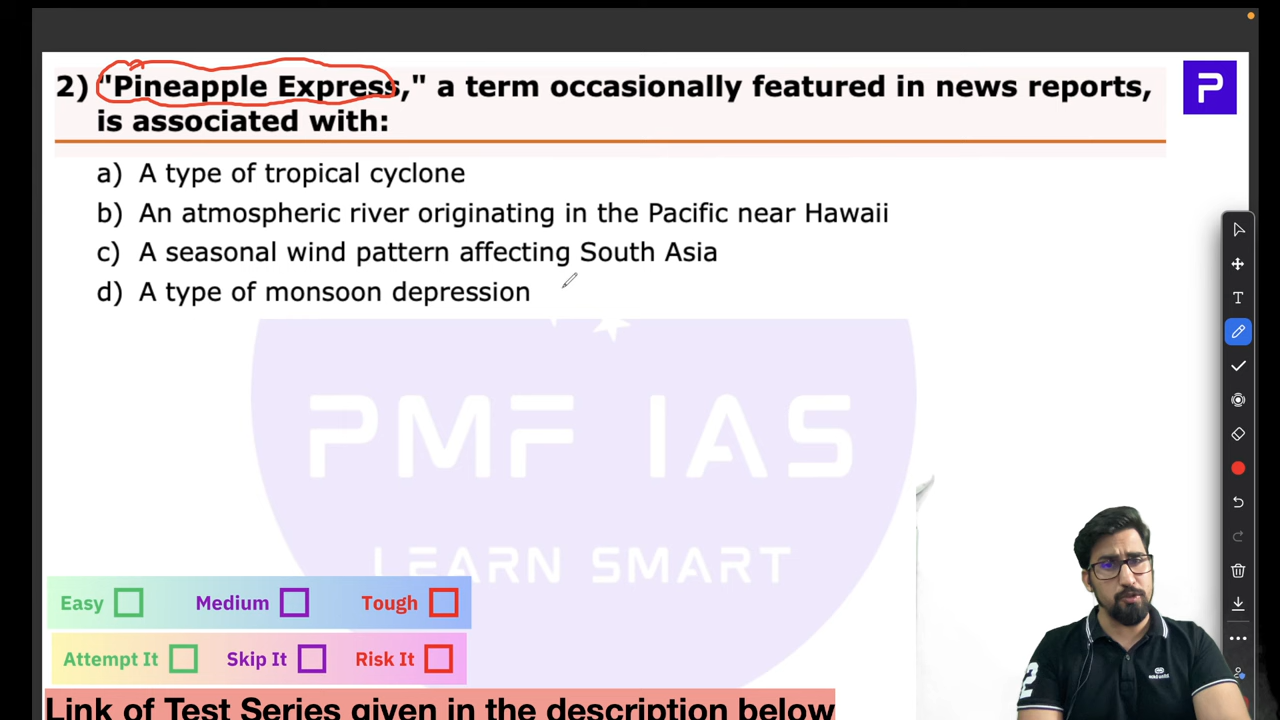 2) "Pineapple Express," a term occasionally featured in news reports,
is associated with:
a) A type of tropical cyclone
b) An atmospheric river originating in the Pacific near Hawaii
c) A seasonal wind pattern affecting South Asia
d) A type of monsoon depression
PMF IAS
LEARN SMART
Easy Medium Tough
Attempt It Skip It Risk It
Link of Test Series given in the description below
P
T
2